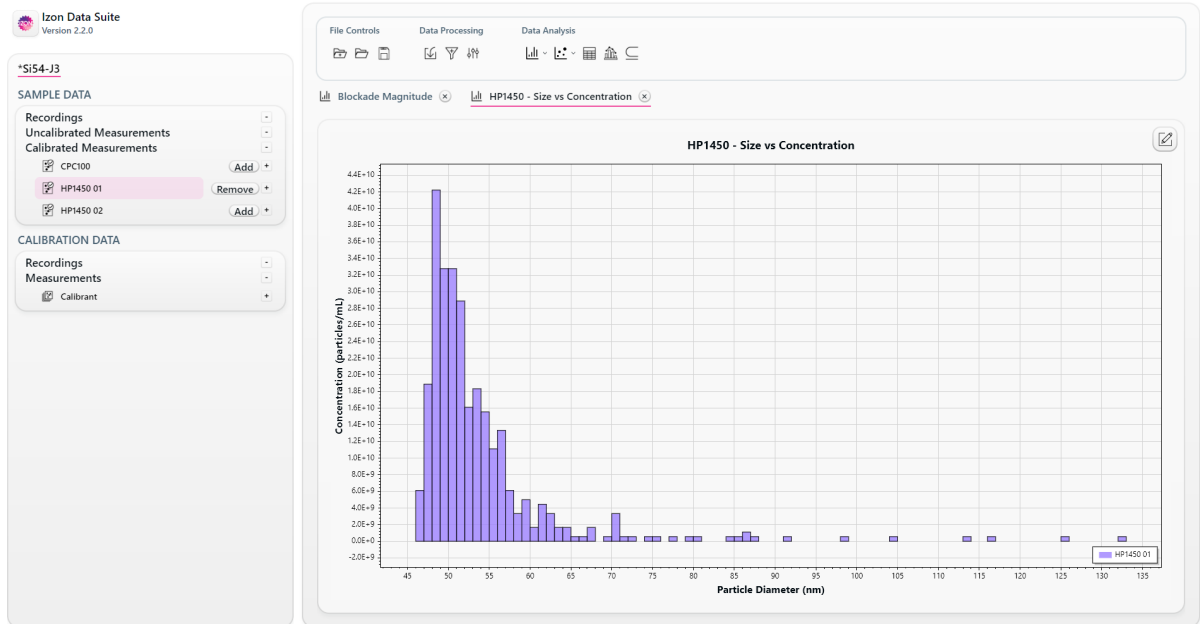 Izon Data Suite
Version 2.2.0
*Si54-J3
SAMPLE DATA
Recordings -
Uncalibrated Measurements -
Calibrated Measurements -
CPC100 Add +
HP1450 01 Remove +
HP1450 02 Add +
CALIBRATION DATA
Recordings -
Measurements -
Calibrant +
File Controls Data Processing Data Analysis
Blockade Magnitude HP1450 - Size vs Concentration
HP1450 - Size vs Concentration
Concentration (particles/mL)
4.4E+10
4.2E+10
4.0E+10
3.8E+10
3.6E+10
3.4E+10
3.2E+10
3.0E+10
2.8E+10
2.6E+10
2.4E+10
2.2E+10
2.0E+10
1.8E+10
1.6E+10
1.4E+10
1.2E+10
1.0E+10
8.0E+9
6.0E+9
4.0E+9
2.0E+9
0.0E+0
-2.0E+9
HP1450 01
45 50 55 60 65 70 75 80 85 90 95 100 105 110 115 120 125 130 135
Particle Diameter (nm)